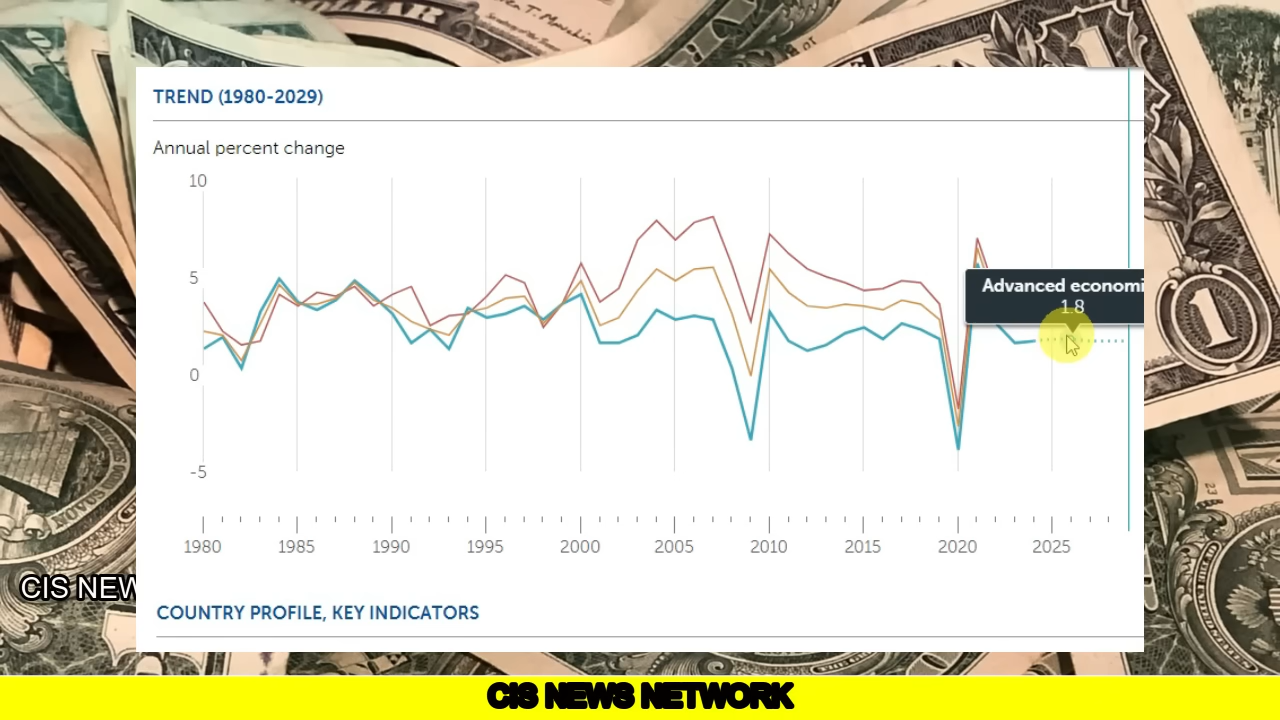 TREND (1980-2029)
Annual percent change
10
5
0
-5
Advanced economi
1.8
1980 1985 1990 1995 2000 2005 2010 2015 2020 2025
CIS NEW
COUNTRY PROFILE, KEY INDICATORS
CIS NEWS NETWORK